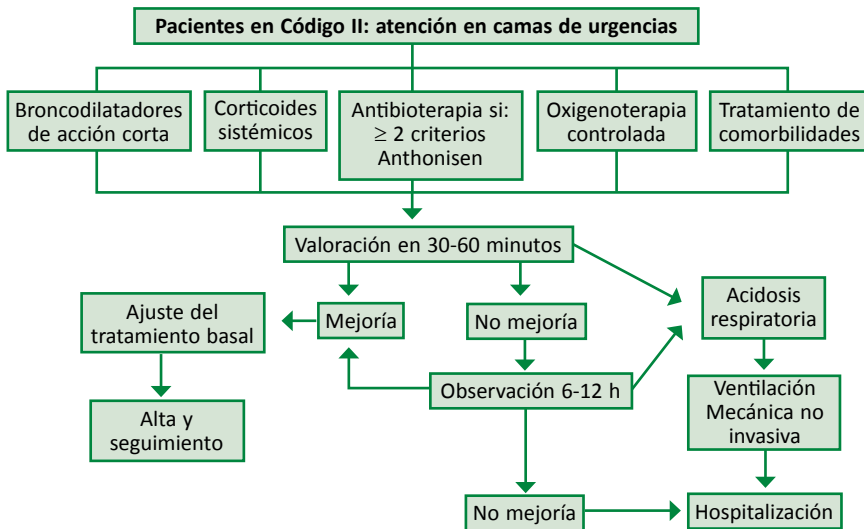 Pacientes en Código II: atención en camas de urgencias
Broncodilatadores
de acción corta
Corticoides
sistémicos
Antibioterapia si:
≥ 2 criterios
Anthonisen
Oxigenoterapia
controlada
Tratamiento de
comorbilidades
Valoración en 30-60 minutos
Ajuste del
tratamiento basal
Mejoría
No mejoría
Acidosis
respiratoria
Alta y
seguimiento
Observación 6-12 h
Ventilación
Mecánica no
invasiva
No mejoría
Hospitalización